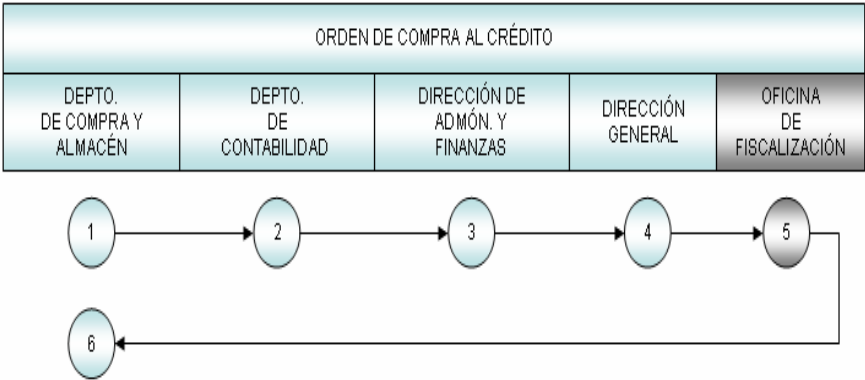 ORDEN DE COMPRA AL CRÉDITO
DEPTO.
DE COMPRA Y
ALMACÉN
DEPTO.
DE
CONTABILIDAD
DIRECCIÓN DE
ADMÓN. Y
FINANZAS
DIRECCIÓN
GENERAL
OFICINA
DE
FISCALIZACIÓN
1
2
3
4
5
6